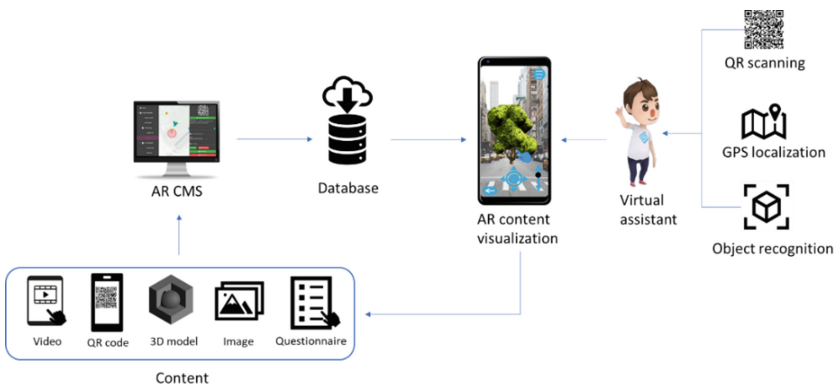 QR scanning
GPS localization
Object recognition
Virtual
assistant
AR content
visualization
Database
AR CMS
Video
QR code
3D model
Image
Questionnaire
Content